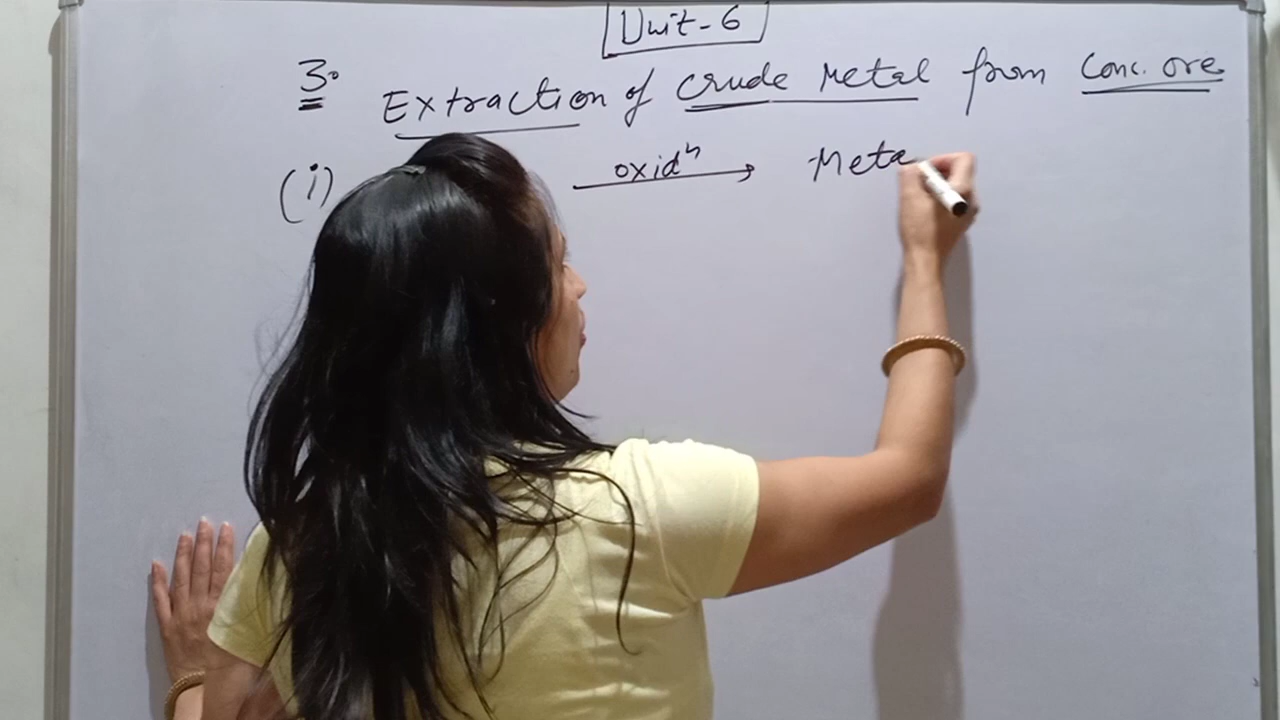 Unit-6
3. Extraction of crude Metal from Conc. ore
(i) oxidⁿ → Meta